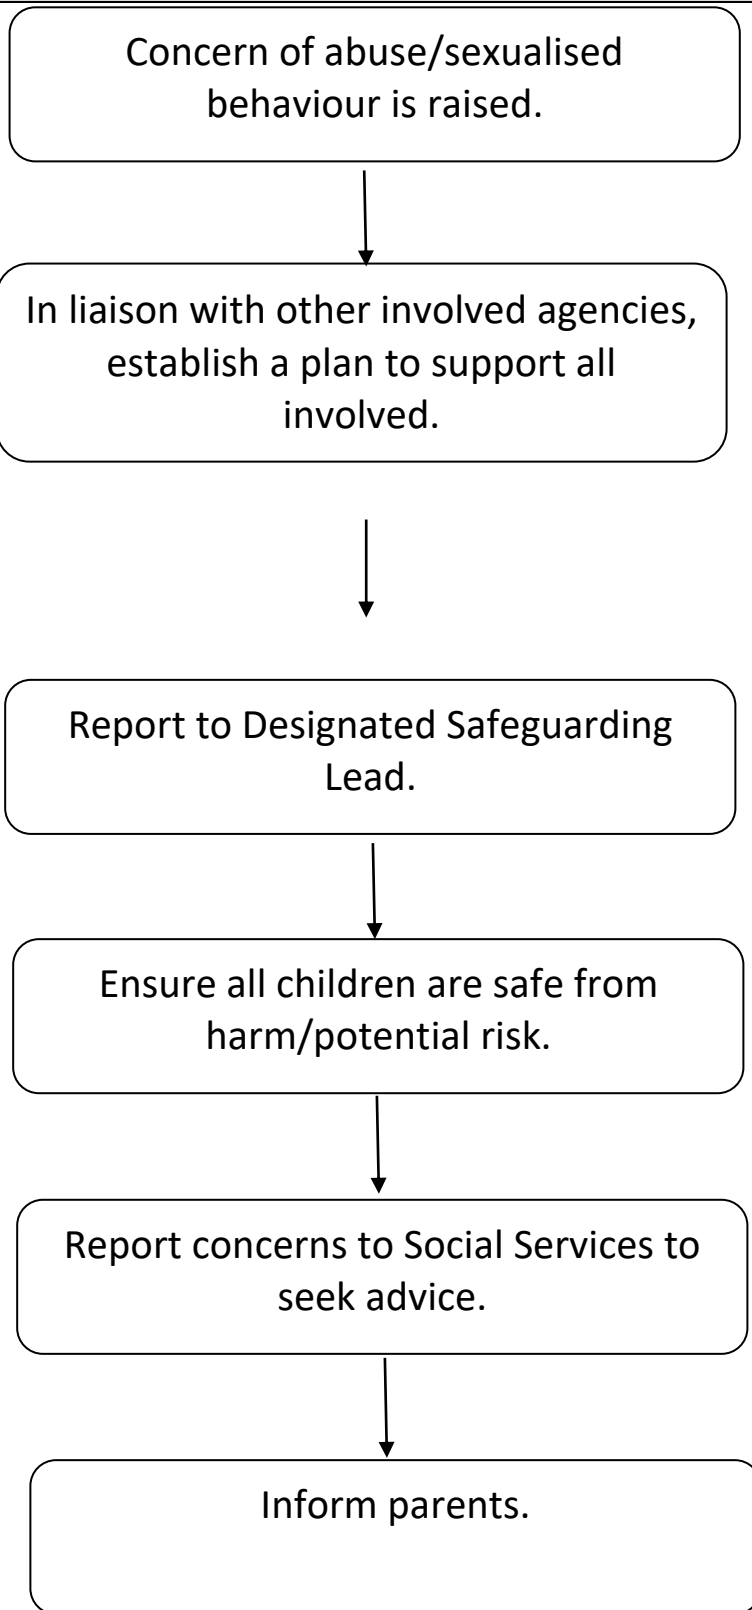 Concern of abuse/sexualised
behaviour is raised.
In liaison with other involved agencies,
establish a plan to support all
involved.
Report to Designated Safeguarding
Lead.
Ensure all children are safe from
harm/potential risk.
Report concerns to Social Services to
seek advice.
Inform parents.